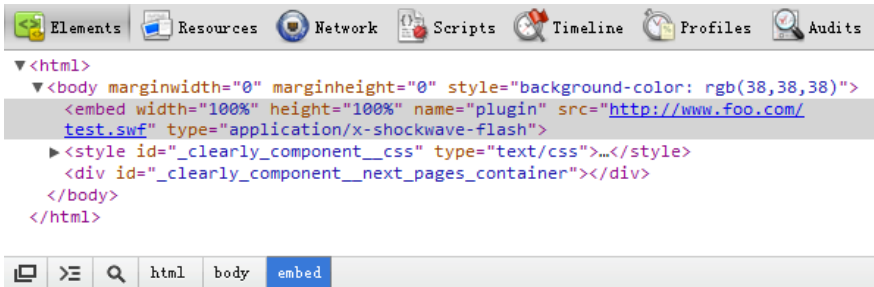 Elements Resources Network Scripts Timeline Profiles Audits
▼<html>
▼<body marginwidth="0" marginheight="0" style="background-color: rgb(38,38,38)">
<embed width="100%" height="100%" name="plugin" src="http://www.foo.com/
test.swf" type="application/x-shockwave-flash">
▶<style id="_clearly_component__css" type="text/css">…</style>
<div id="_clearly_component__next_pages_container"></div>
</body>
</html>
html body embed